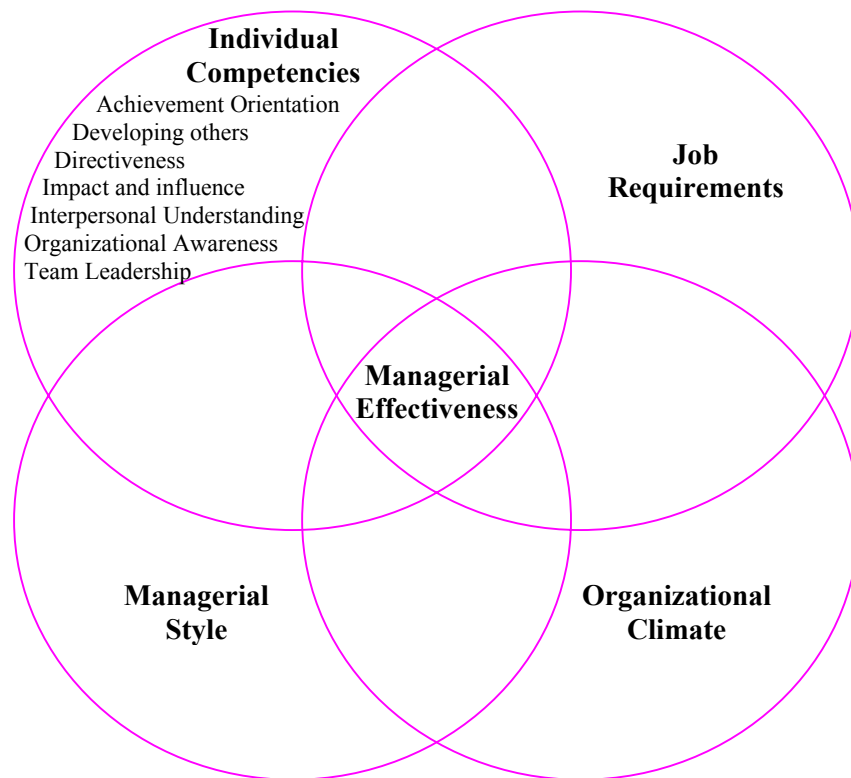 Individual
Competencies
Achievement Orientation
Developing others
Directiveness
Impact and influence
Interpersonal Understanding
Organizational Awareness
Team Leadership
Job
Requirements
Managerial
Effectiveness
Managerial
Style
Organizational
Climate